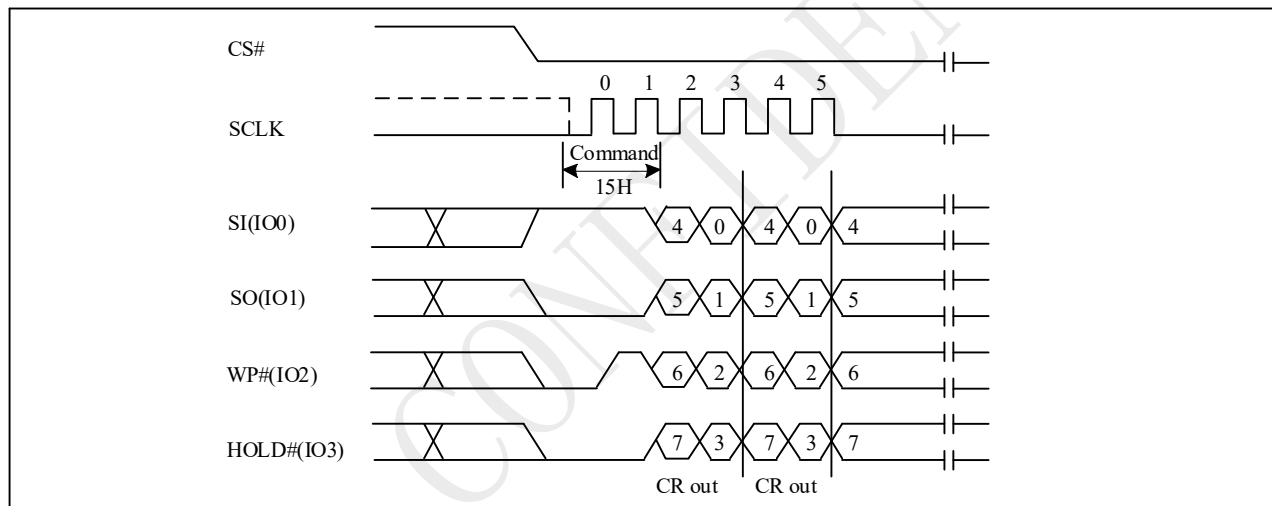 CS#
0 1 2 3 4 5
SCLK
Command
15H
SI(IO0) 4 0 4 0 4
SO(IO1) 5 1 5 1 5
WP#(IO2) 6 2 6 2 6
HOLD#(IO3) 7 3 7 3 7
CR out CR out
CONFIDEN